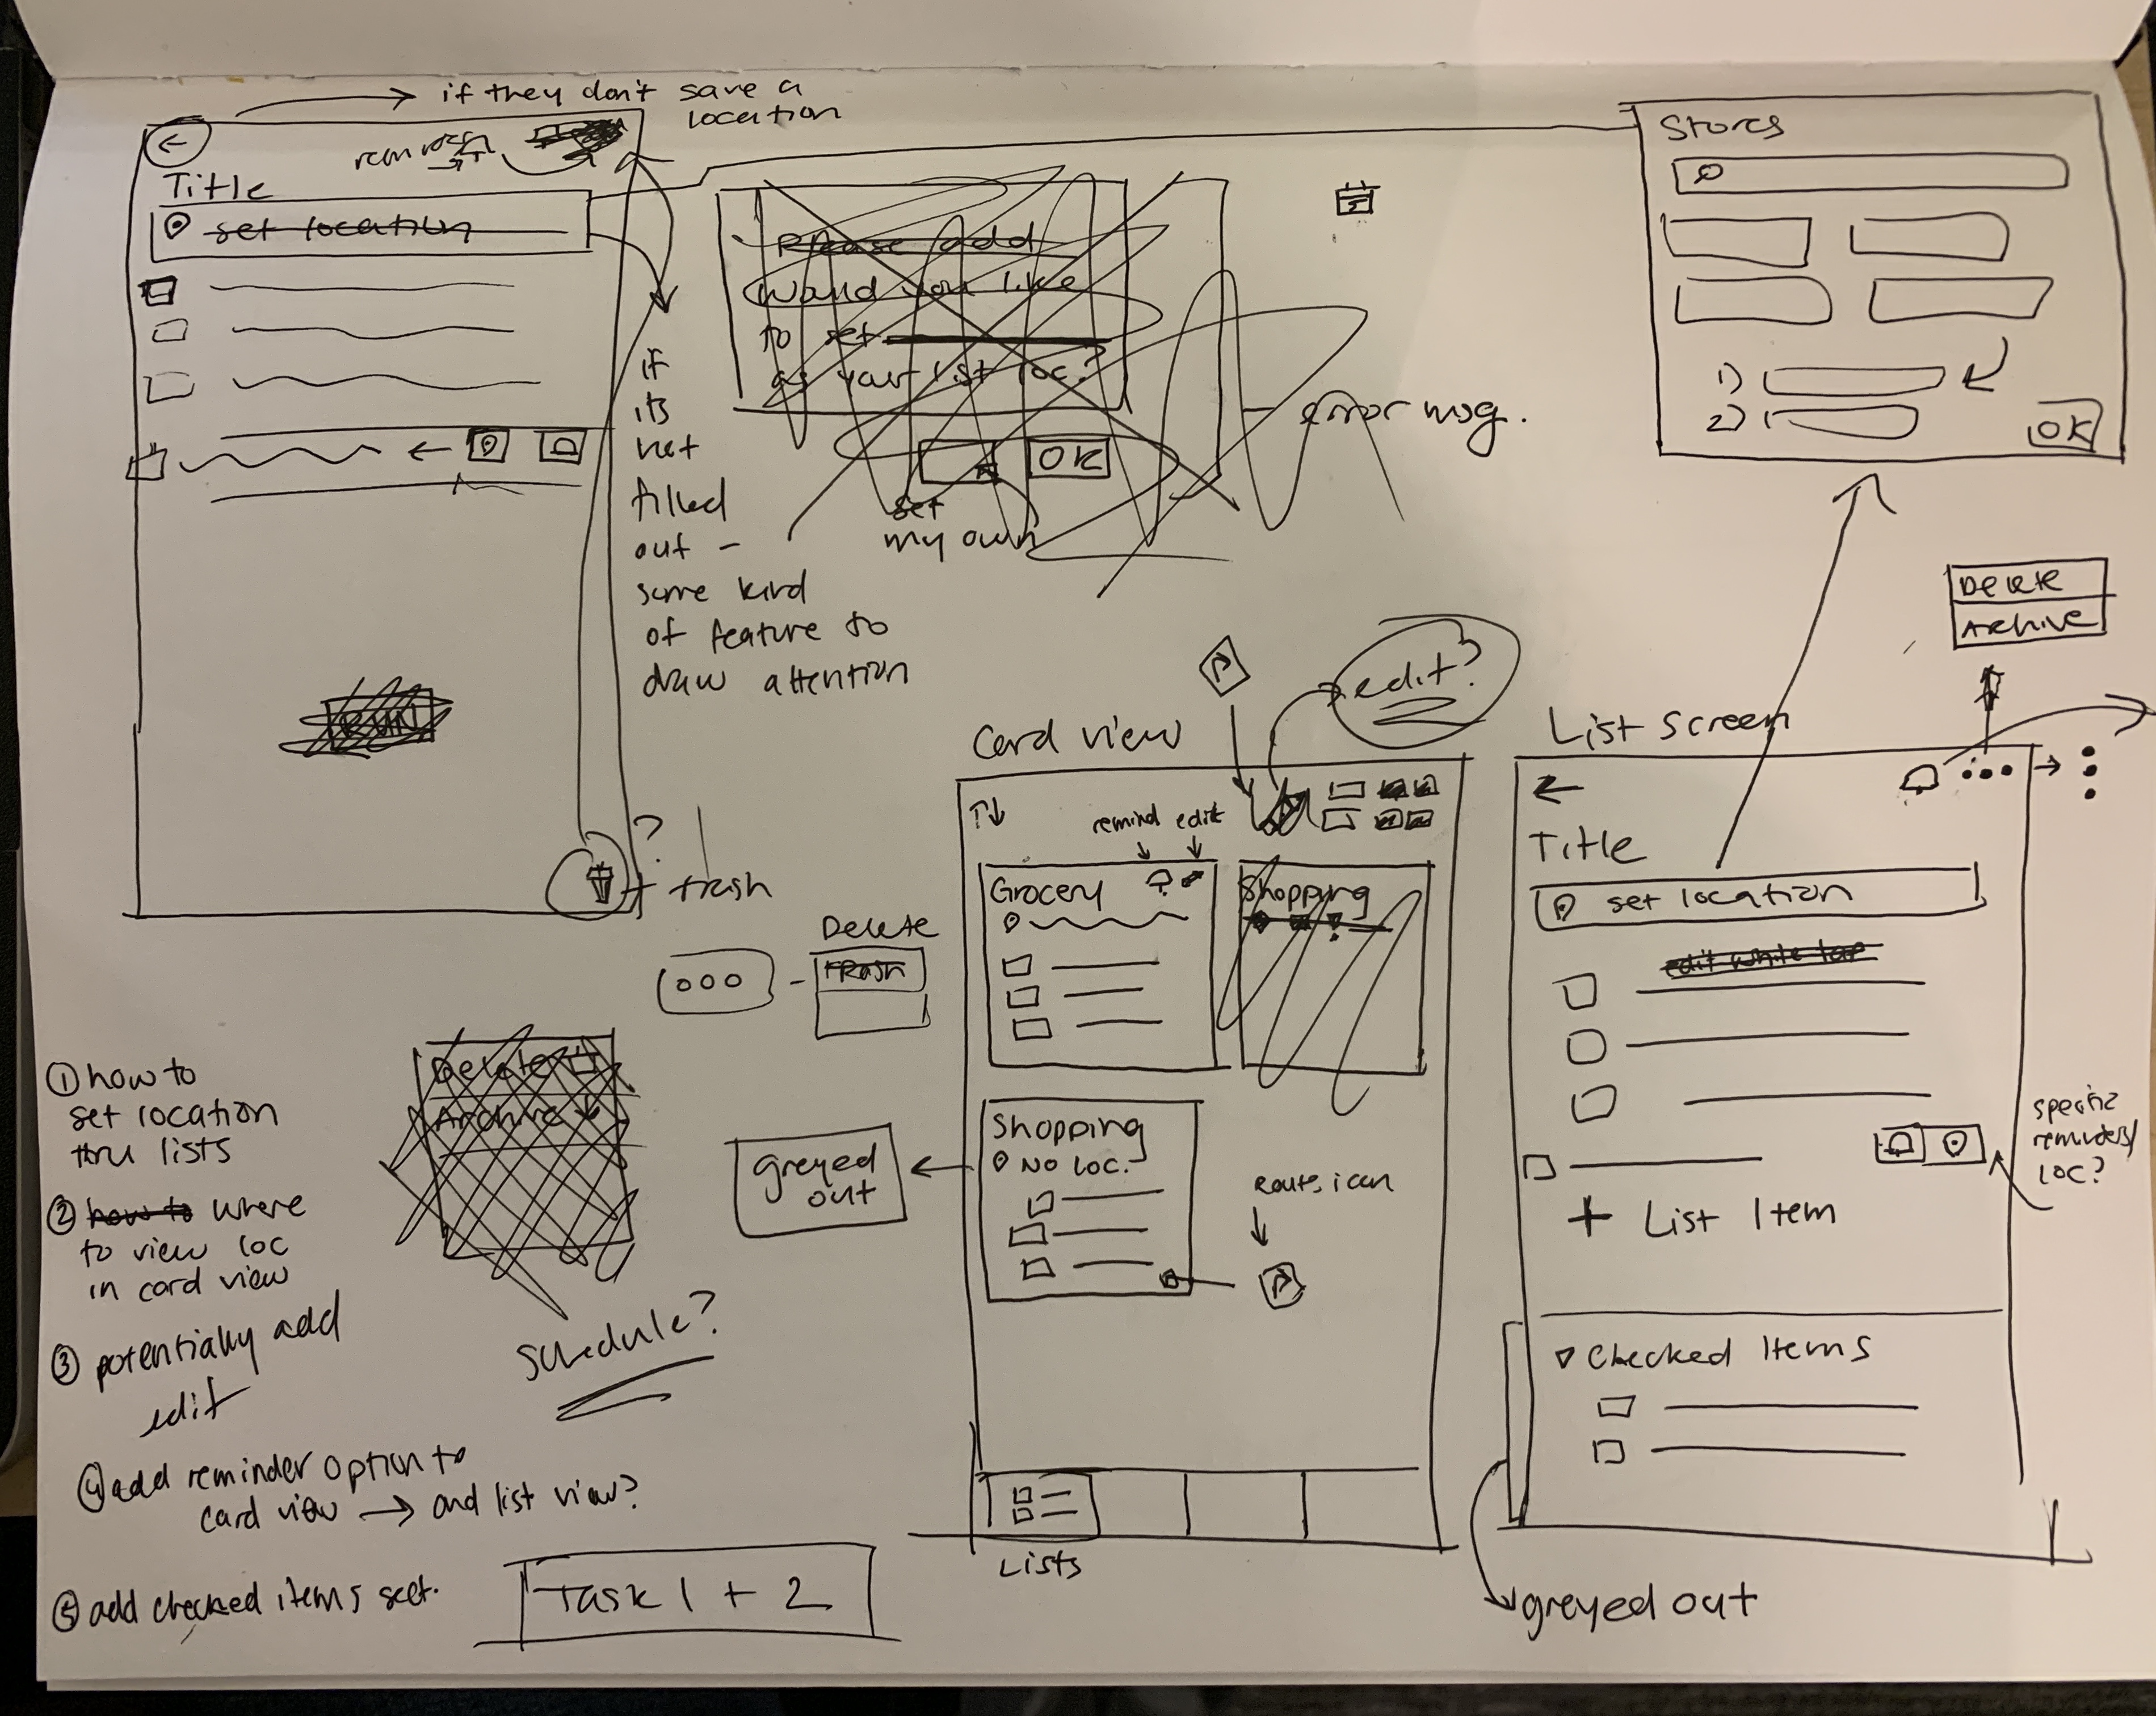 if they don't save a
location
Title
set location
if
its
not
filled
out -
some kind
of feature to
draw attention
RUN
?
+ trash
Please add
Would you like
to set
as your list loc.?
OK
set
my own
error msg.
Stores
1)
2)
OK
Delete
Archive
edit?
Card view
remind edit
Grocery
Shopping
Shopping
No Loc.
Route icon
greyed
out
Lists
Delete
TRASH
Delete
Archive
Schedule?
① how to
set location
thru lists
② how to where
to view loc
in card view
③ potentially add
edit
④ add reminder option to
card view → and list view?
⑤ add checked items sect.
Task 1 + 2
List Screen
Title
set location
specific
reminders/
loc?
+ List Item
Checked Items
greyed out